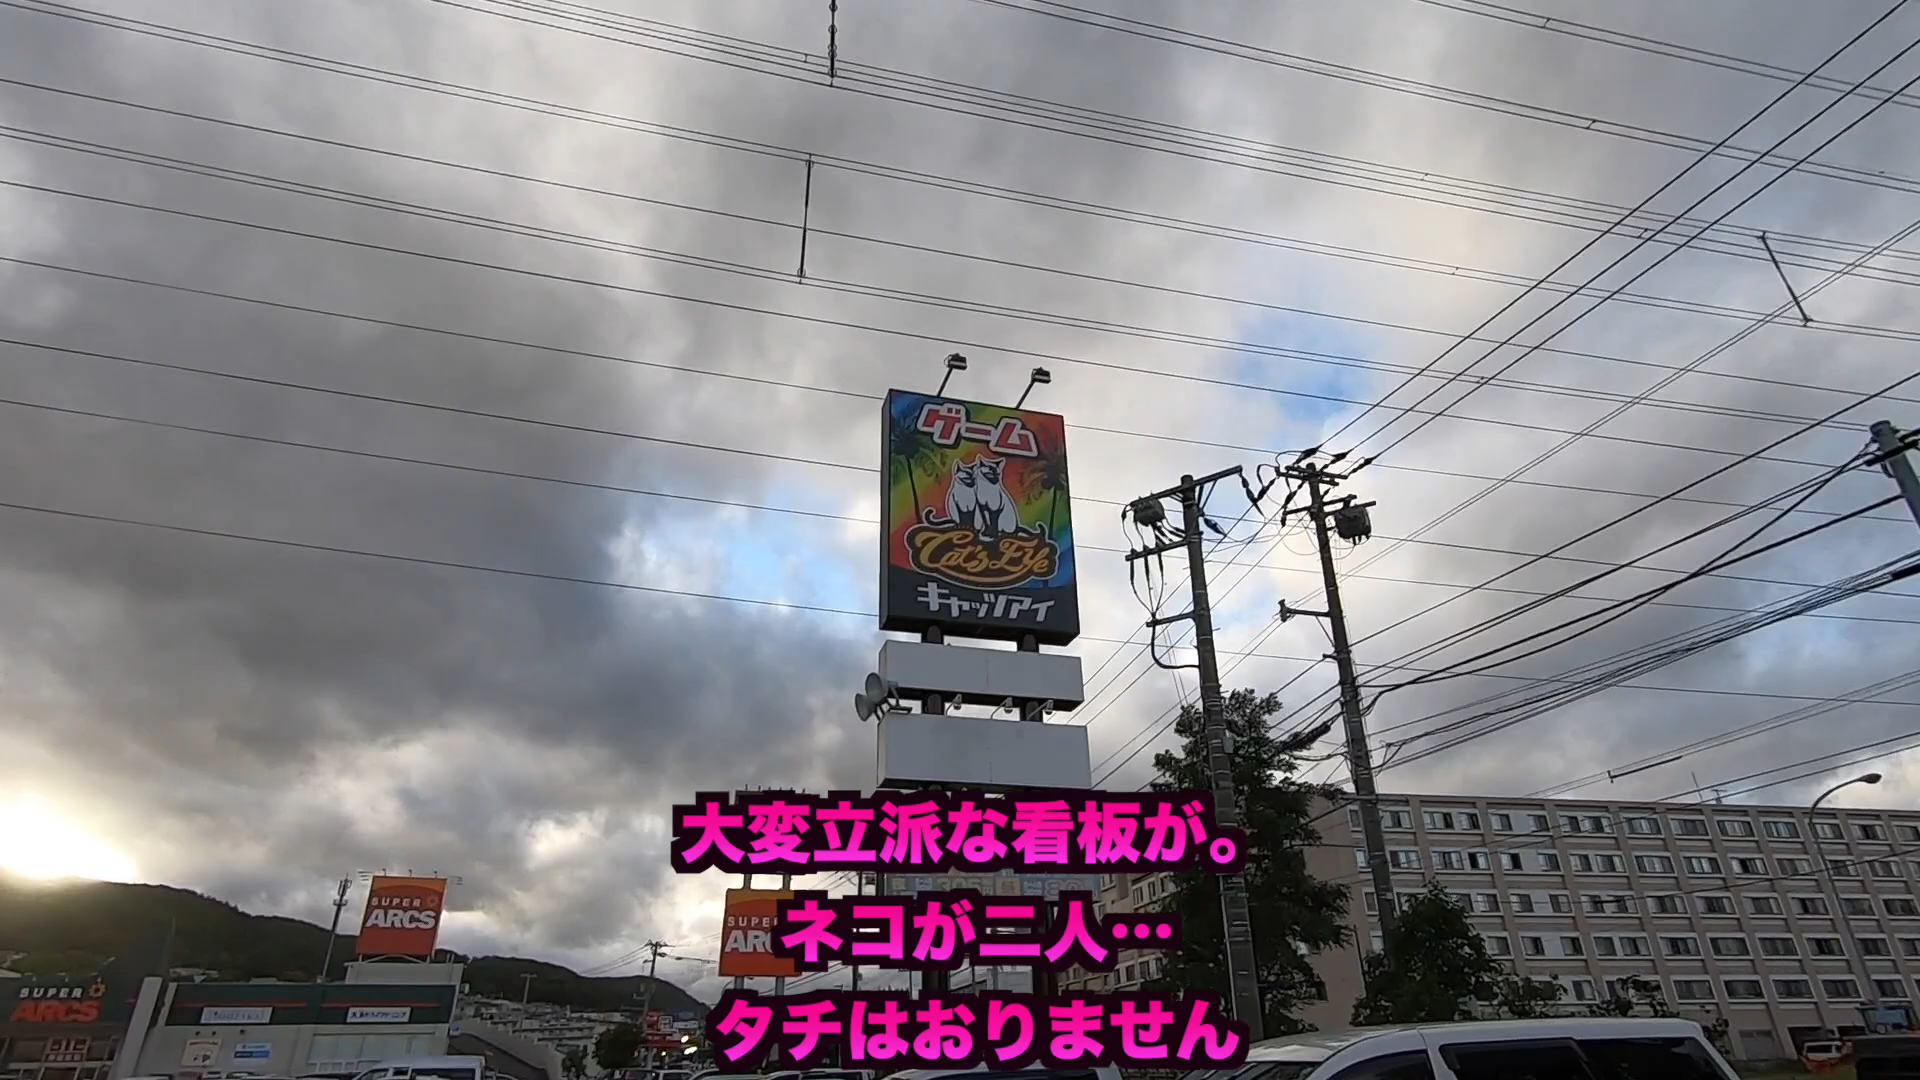 ゲーム
Cat's Eye
キャッツアイ
SUPER
ARCS
SUPER
ARC
SUPER
ARCS
大変立派な看板が。
ネコが二人…
タチはおりません